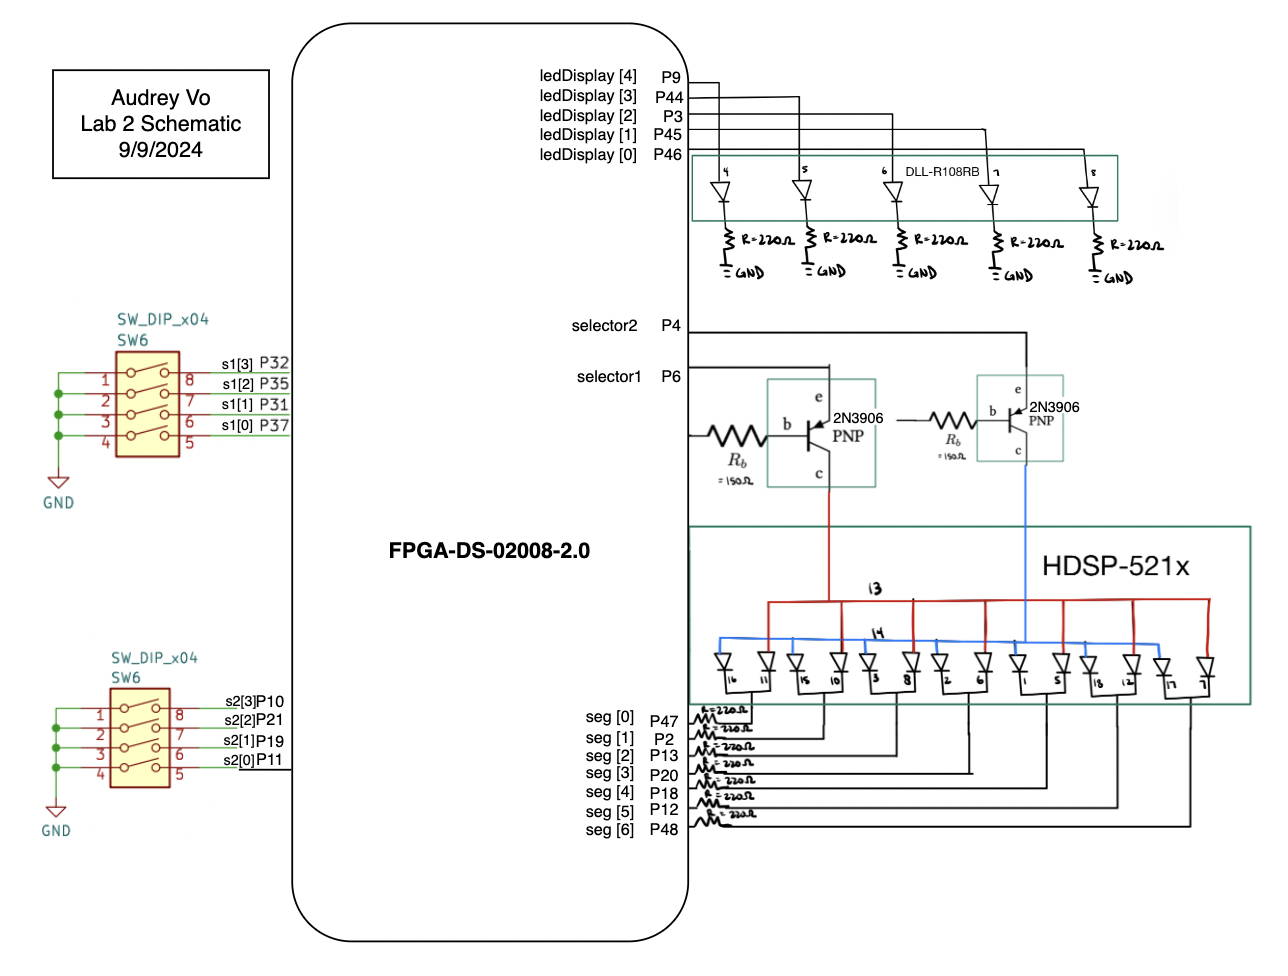 Audrey Vo
Lab 2 Schematic
9/9/2024
ledDisplay [4] P9
ledDisplay [3] P44
ledDisplay [2] P3
ledDisplay [1] P45
ledDisplay [0] P46
DLL-R108RB
4 5 6 7 8
R=220Ω R=220Ω R=220Ω R=220Ω R=220Ω
GND GND GND GND GND
selector2 P4
selector1 P6
SW_DIP_x04
SW6
1 8 s1[3] P32
2 7 s1[2] P35
3 6 s1[1] P31
4 5 s1[0] P37
GND
e
b
2N3906
PNP
c
Rb
=150Ω
e
b
2N3906
PNP
c
Rb
=150Ω
FPGA-DS-02008-2.0
HDSP-521x
13
14
16 11 15 10 3 8 2 6 1 5 18 12 17 7
SW_DIP_x04
SW6
1 8 s2[3]P10
2 7 s2[2]P21
3 6 s2[1]P19
4 5 s2[0]P11
GND
seg [0] P47 R=220Ω
seg [1] P2 R=220Ω
seg [2] P13 R=220Ω
seg [3] P20 R=220Ω
seg [4] P18 R=220Ω
seg [5] P12 R=220Ω
seg [6] P48 R=220Ω